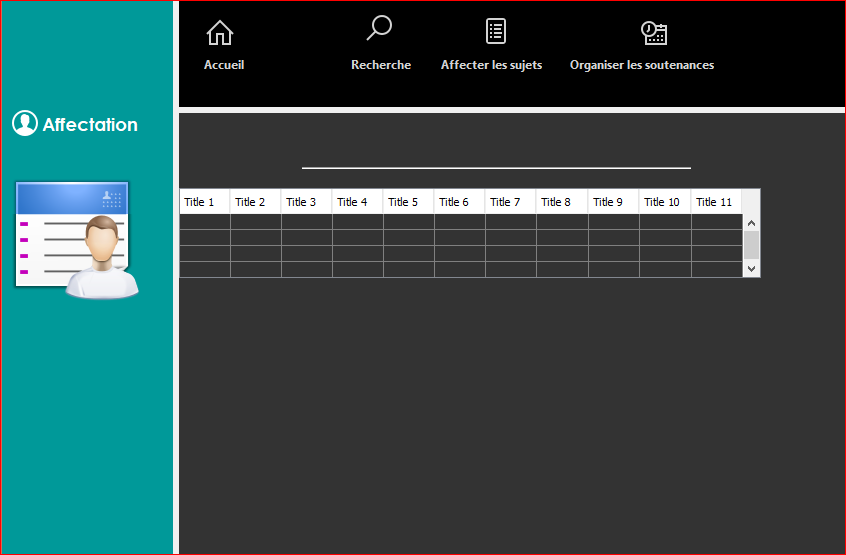 Accueil
Recherche
Affecter les sujets
Organiser les soutenances
Affectation
Title 1
Title 2
Title 3
Title 4
Title 5
Title 6
Title 7
Title 8
Title 9
Title 10
Title 11